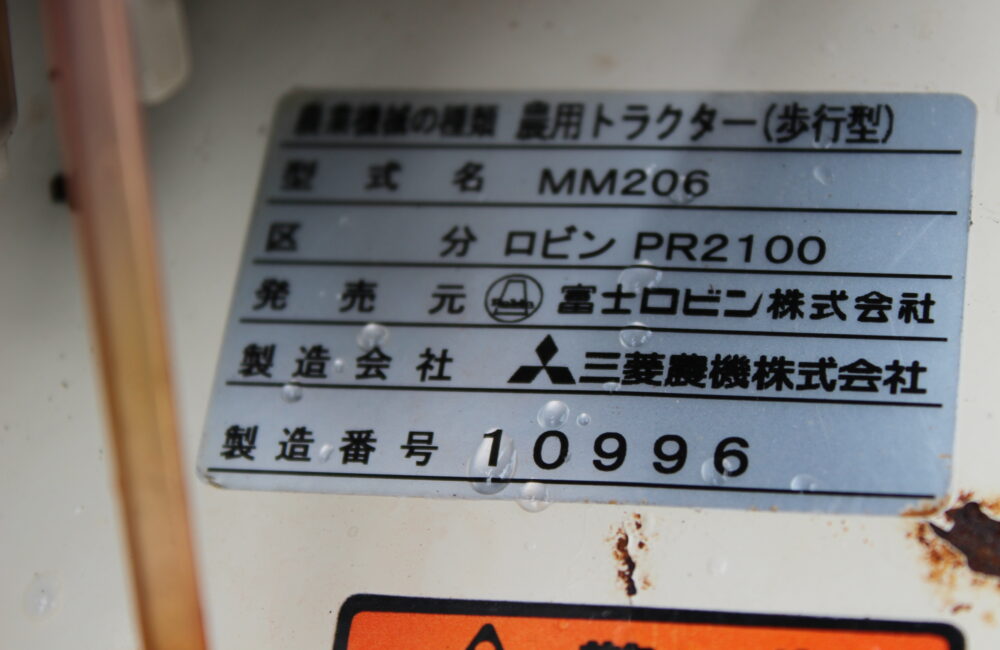 農業機械の種類 農用トラクター(歩行型)
型式名 MM206
区分 ロビン PR2100
発売元 富士ロビン株式会社
製造会社 三菱農機株式会社
製造番号 10996